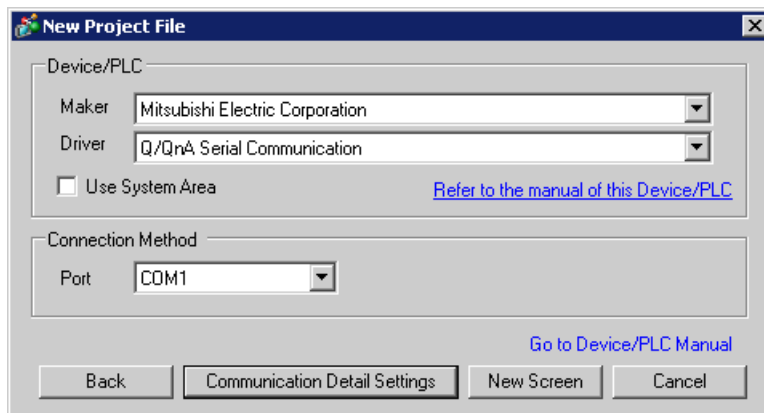 New Project File
Device/PLC
Maker Mitsubishi Electric Corporation
Driver Q/QnA Serial Communication
Use System Area Refer to the manual of this Device/PLC
Connection Method
Port COM1
Go to Device/PLC Manual
Back Communication Detail Settings New Screen Cancel